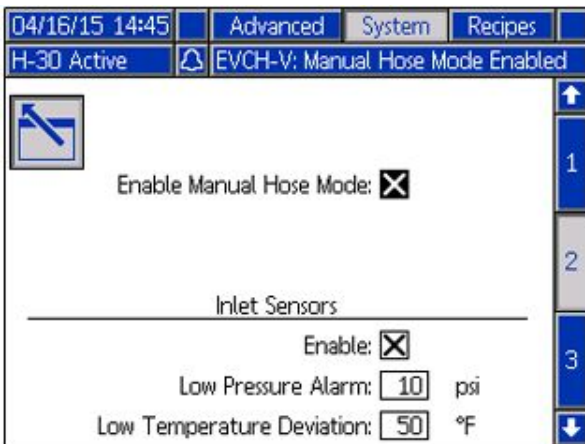 04/16/15 14:45 Advanced System Recipes
H-30 Active EVCH-V: Manual Hose Mode Enabled
Enable Manual Hose Mode:
1
2
Inlet Sensors
Enable:
3
Low Pressure Alarm: 10 psi
Low Temperature Deviation: 50 °F